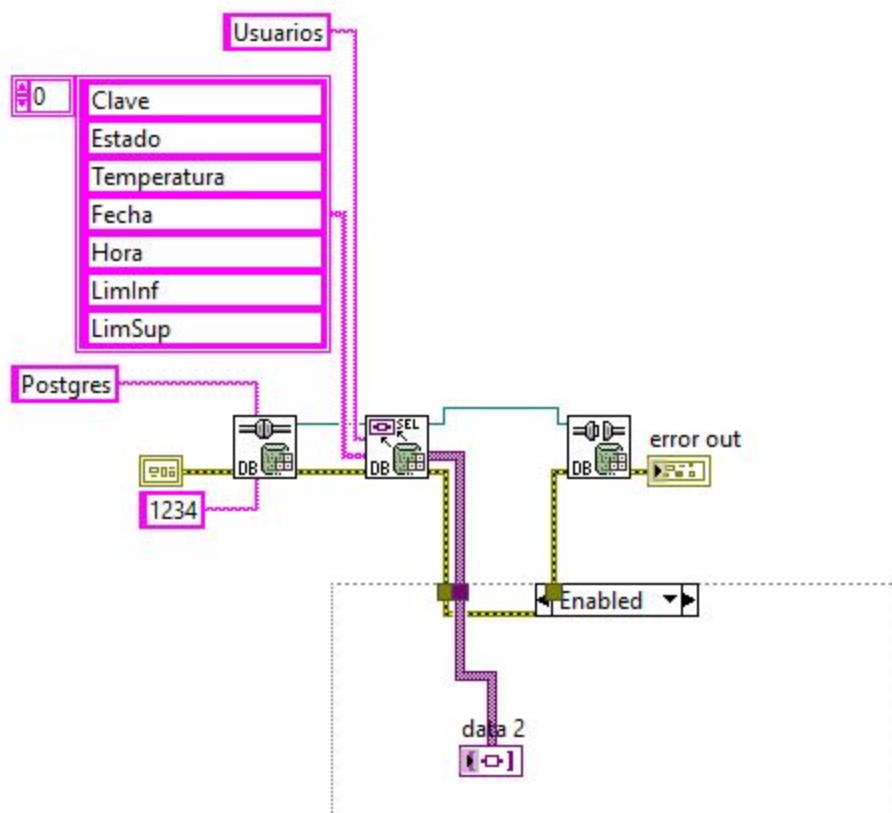 Usuarios
0
Clave
Estado
Temperatura
Fecha
Hora
LimInf
LimSup
Postgres
SEL
DB
DB
DB
error out
1234
Enabled
data 2